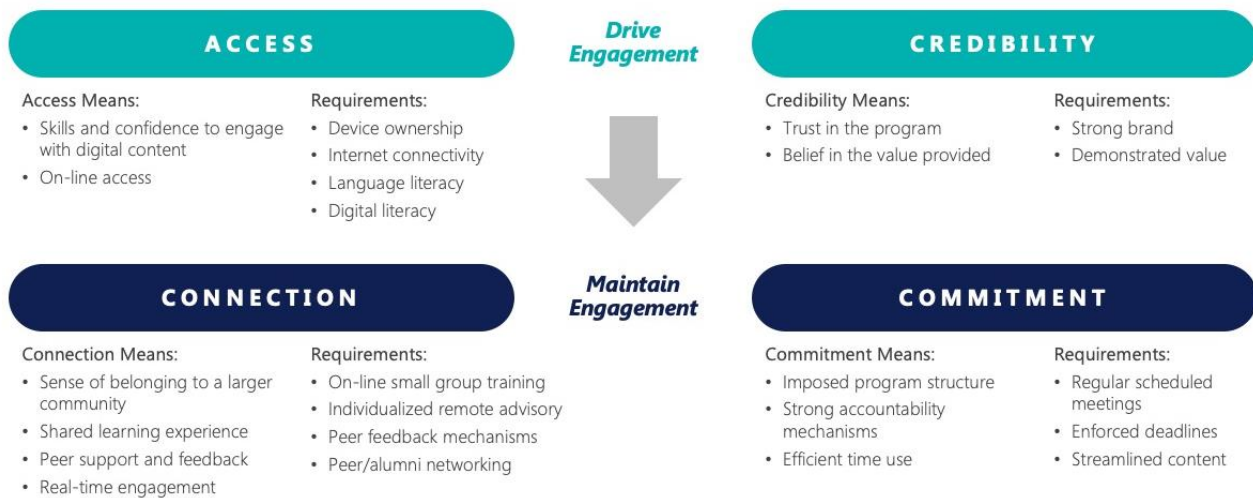 ACCESS
Access Means:
• Skills and confidence to engage
with digital content
• On-line access
Requirements:
• Device ownership
• Internet connectivity
• Language literacy
• Digital literacy
Drive
Engagement
CREDIBILITY
Credibility Means:
• Trust in the program
• Belief in the value provided
Requirements:
• Strong brand
• Demonstrated value
CONNECTION
Connection Means:
• Sense of belonging to a larger
community
• Shared learning experience
• Peer support and feedback
• Real-time engagement
Requirements:
• On-line small group training
• Individualized remote advisory
• Peer feedback mechanisms
• Peer/alumni networking
Maintain
Engagement
COMMITMENT
Commitment Means:
• Imposed program structure
• Strong accountability
mechanisms
• Efficient time use
Requirements:
• Regular scheduled
meetings
• Enforced deadlines
• Streamlined content